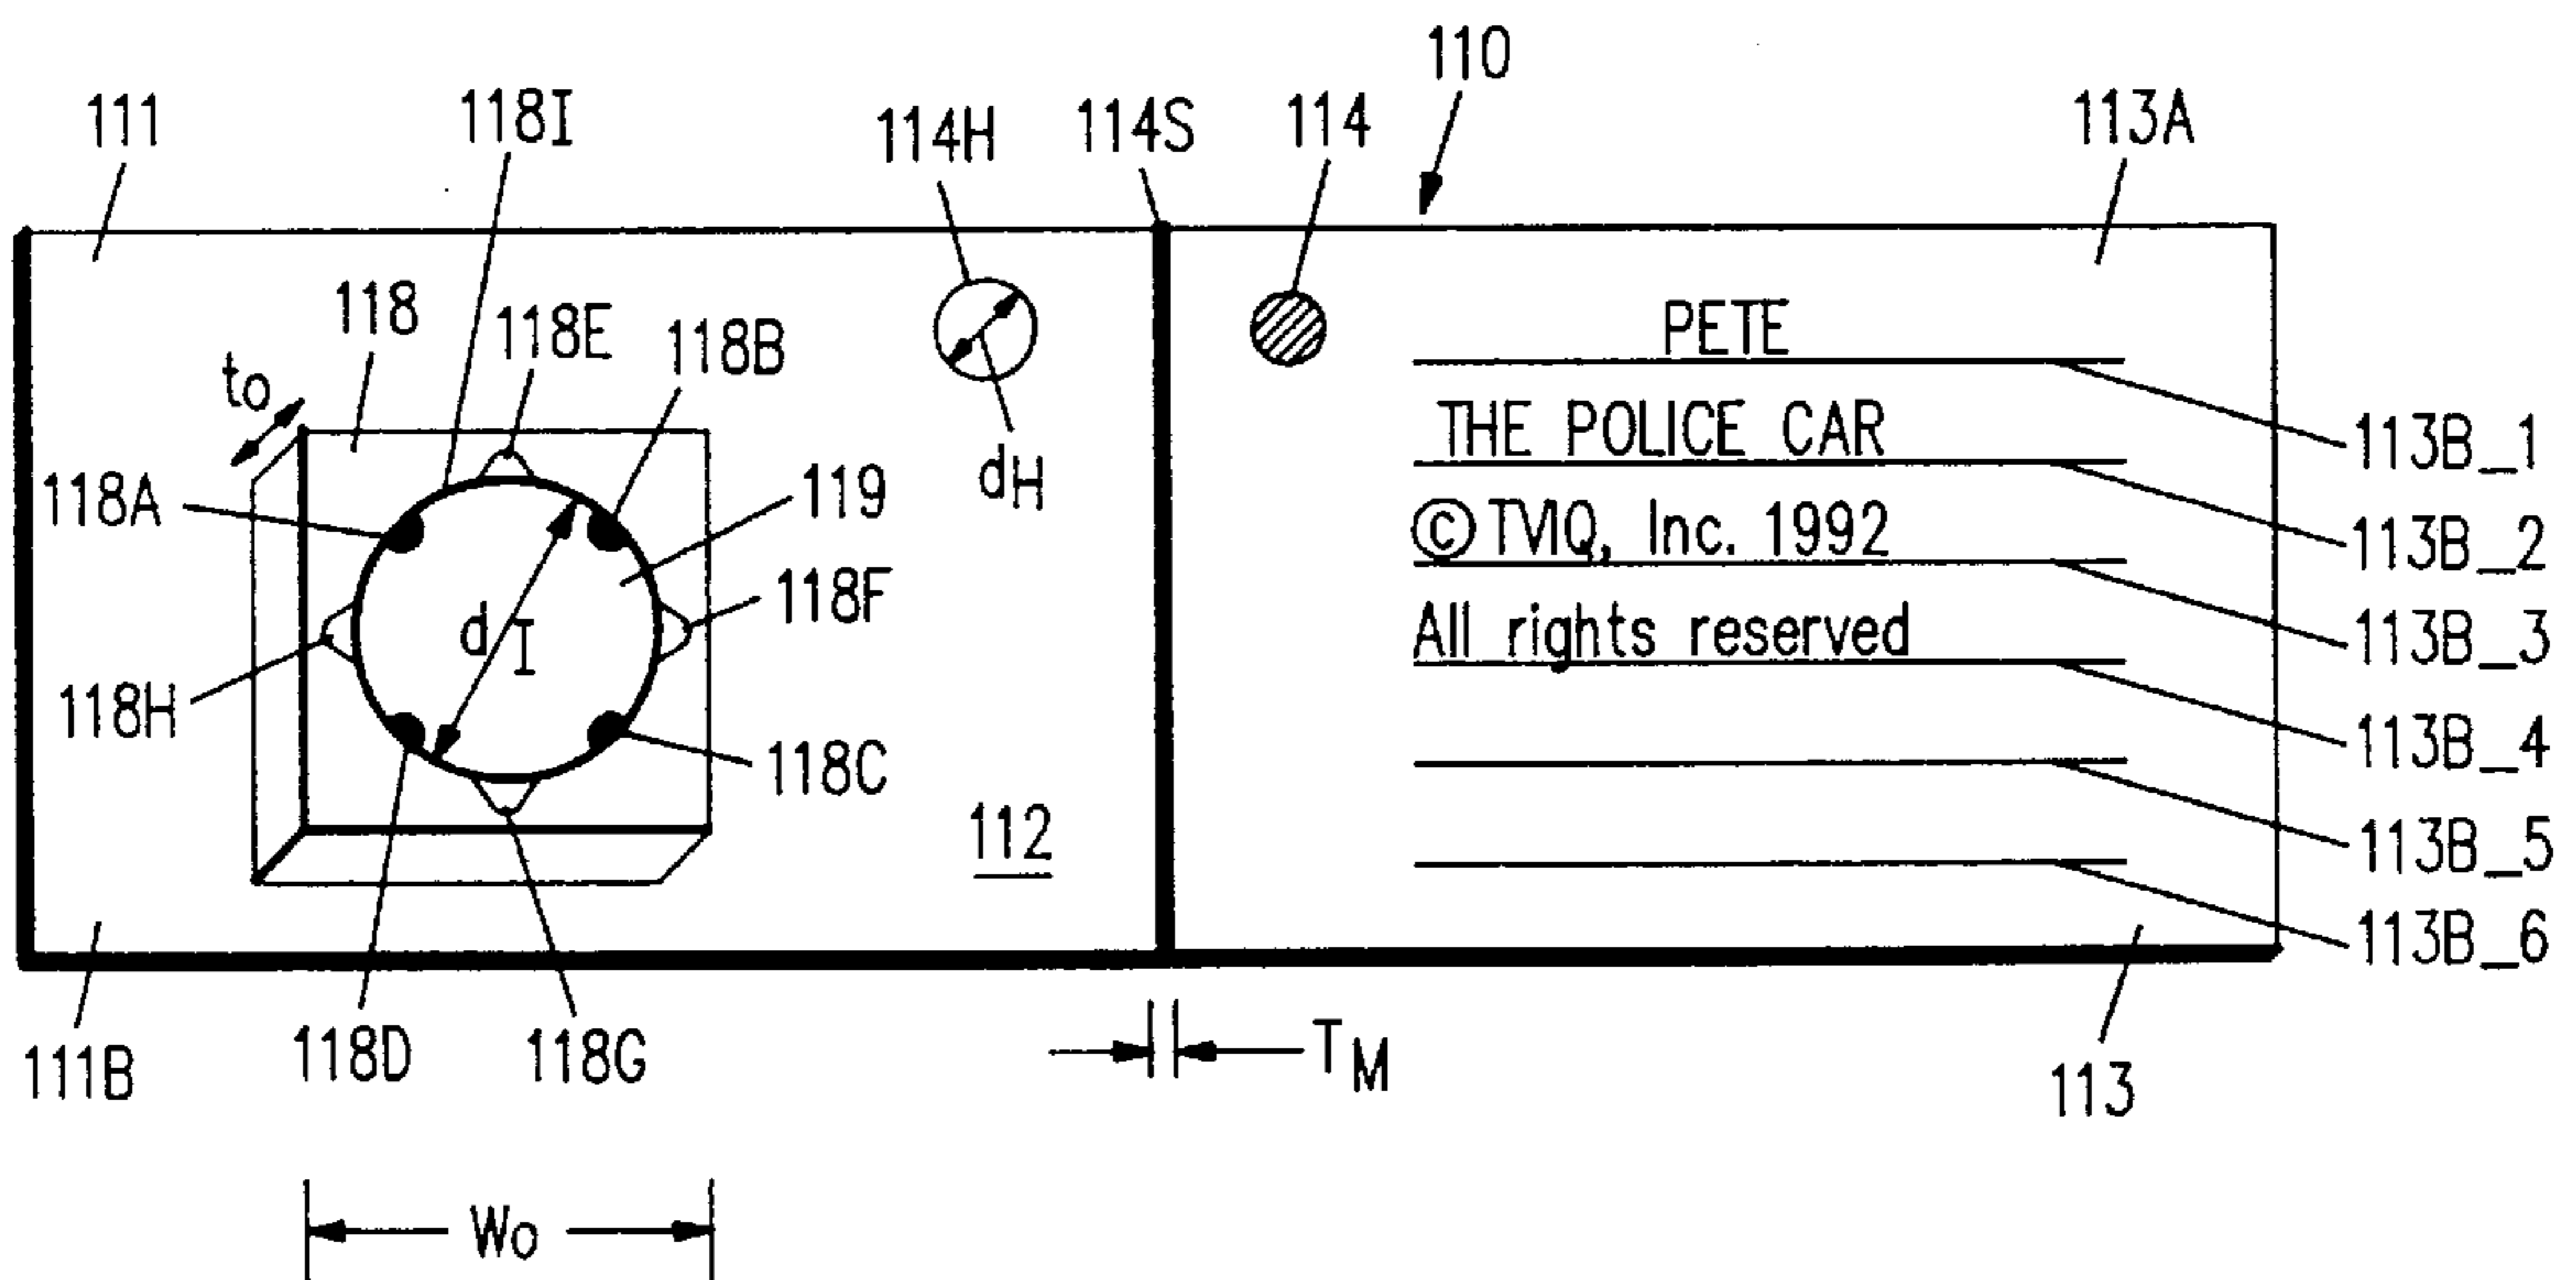 110
111
118I
114H
114S
114
113A
118
118E
118B
to
dH
118A
119
118F
dI
118H
118C
112
111B
118D
118G
TM
113
Wo
PETE
THE POLICE CAR
© TVIQ, Inc. 1992
All rights reserved
113B_1
113B_2
113B_3
113B_4
113B_5
113B_6